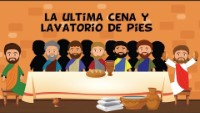 LA ULTIMA CENA Y
LAVATORIO DE PIES